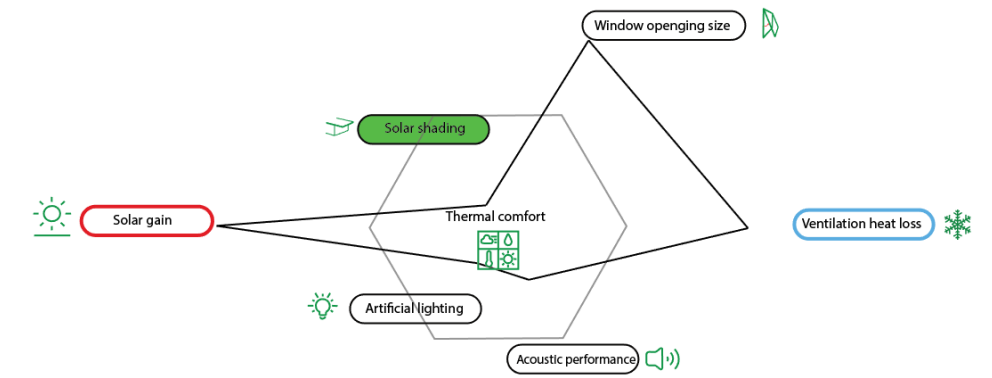 Window openging size
Solar shading
Solar gain
Thermal comfort
Ventilation heat loss
Artificial lighting
Acoustic performance